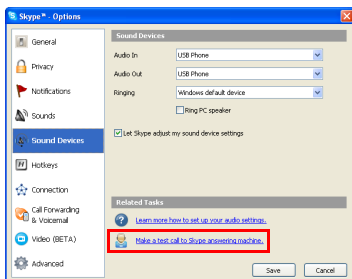 Skype™ - Options
General
Privacy
Notifications
Sounds
Sound Devices
Hotkeys
Connection
Call Forwarding
& Voicemail
Video (BETA)
Advanced
Sound Devices
Audio In
USB Phone
Audio Out
USB Phone
Ringing
Windows default device
Ring PC speaker
Let Skype adjust my sound device settings
Related Tasks
Learn more how to set up your audio settings.
Make a test call to Skype answering machine.
Save
Cancel